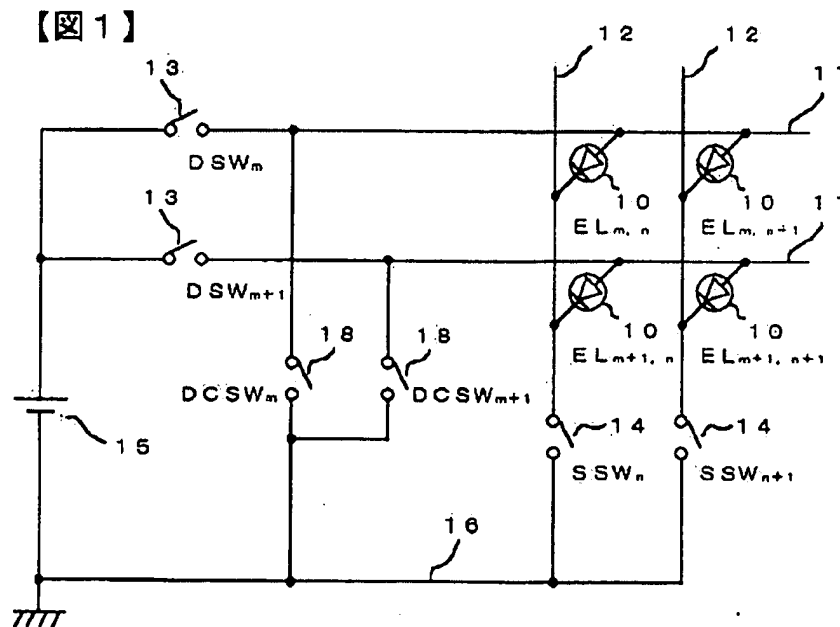 【図1】
12
12
13
11
DSWm
10
10
ELm, n
ELm, n+1
13
11
DSWm+1
10
10
ELm+1, n
ELm+1, n+1
18
18
DCSWm
DCSWm+1
15
14
14
SSWn
SSWn+1
16